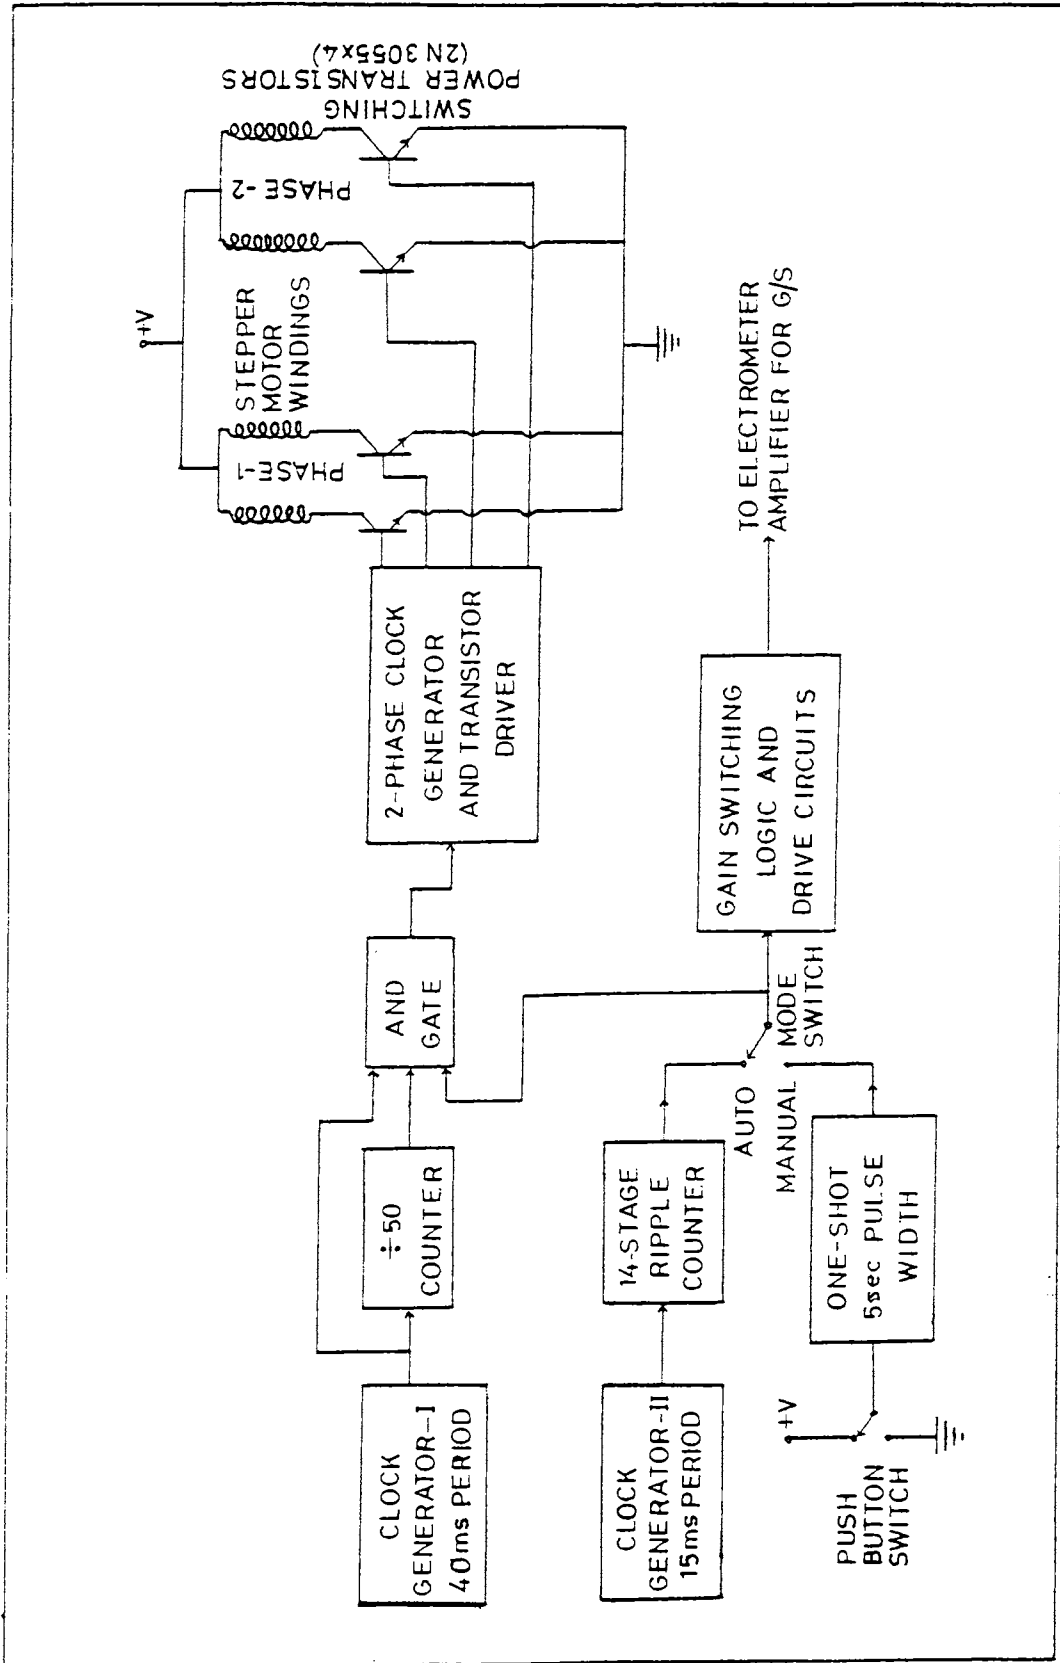 CLOCK
GENERATOR-I
40ms PERIOD
÷50
COUNTER
AND
GATE
2-PHASE CLOCK
GENERATOR
AND TRANSISTOR
DRIVER
+V
STEPPER
MOTOR
WINDINGS
PHASE-1
PHASE-2
SWITCHING
POWER TRANSISTORS
(2N 3055x4)
CLOCK
GENERATOR-II
15ms PERIOD
14-STAGE
RIPPLE
COUNTER
AUTO
MANUAL
MODE
SWITCH
GAIN SWITCHING
LOGIC AND
DRIVE CIRCUITS
TO ELECTROMETER
AMPLIFIER FOR G/S
+V
PUSH
BUTTON
SWITCH
ONE-SHOT
5sec PULSE
WIDTH